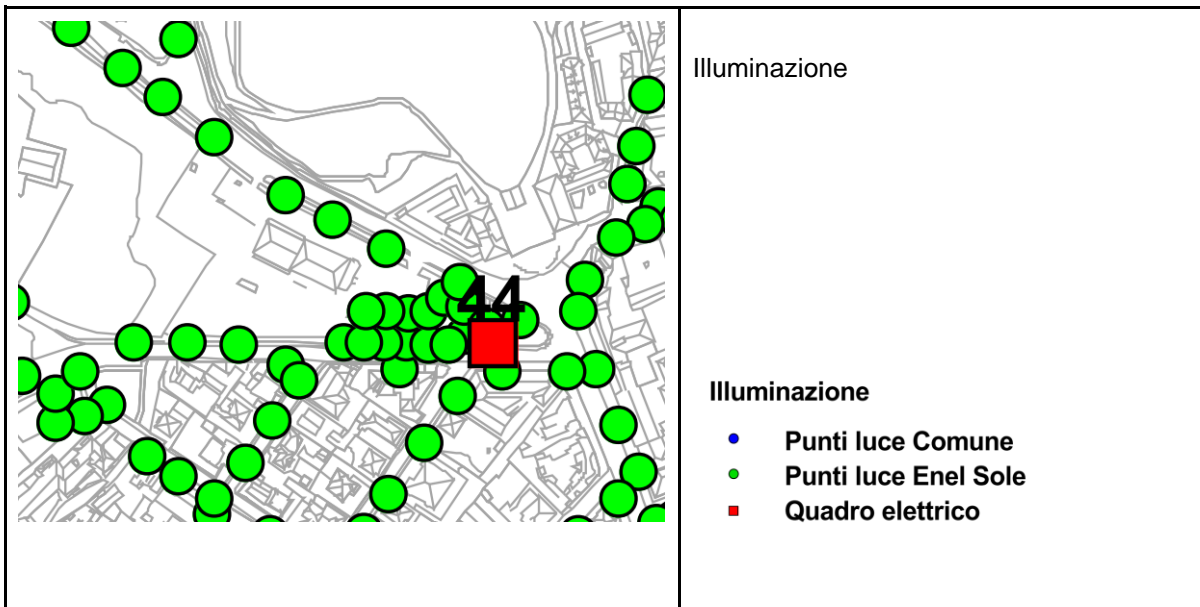 Illuminazione
44
Illuminazione
Punti luce Comune
Punti luce Enel Sole
Quadro elettrico